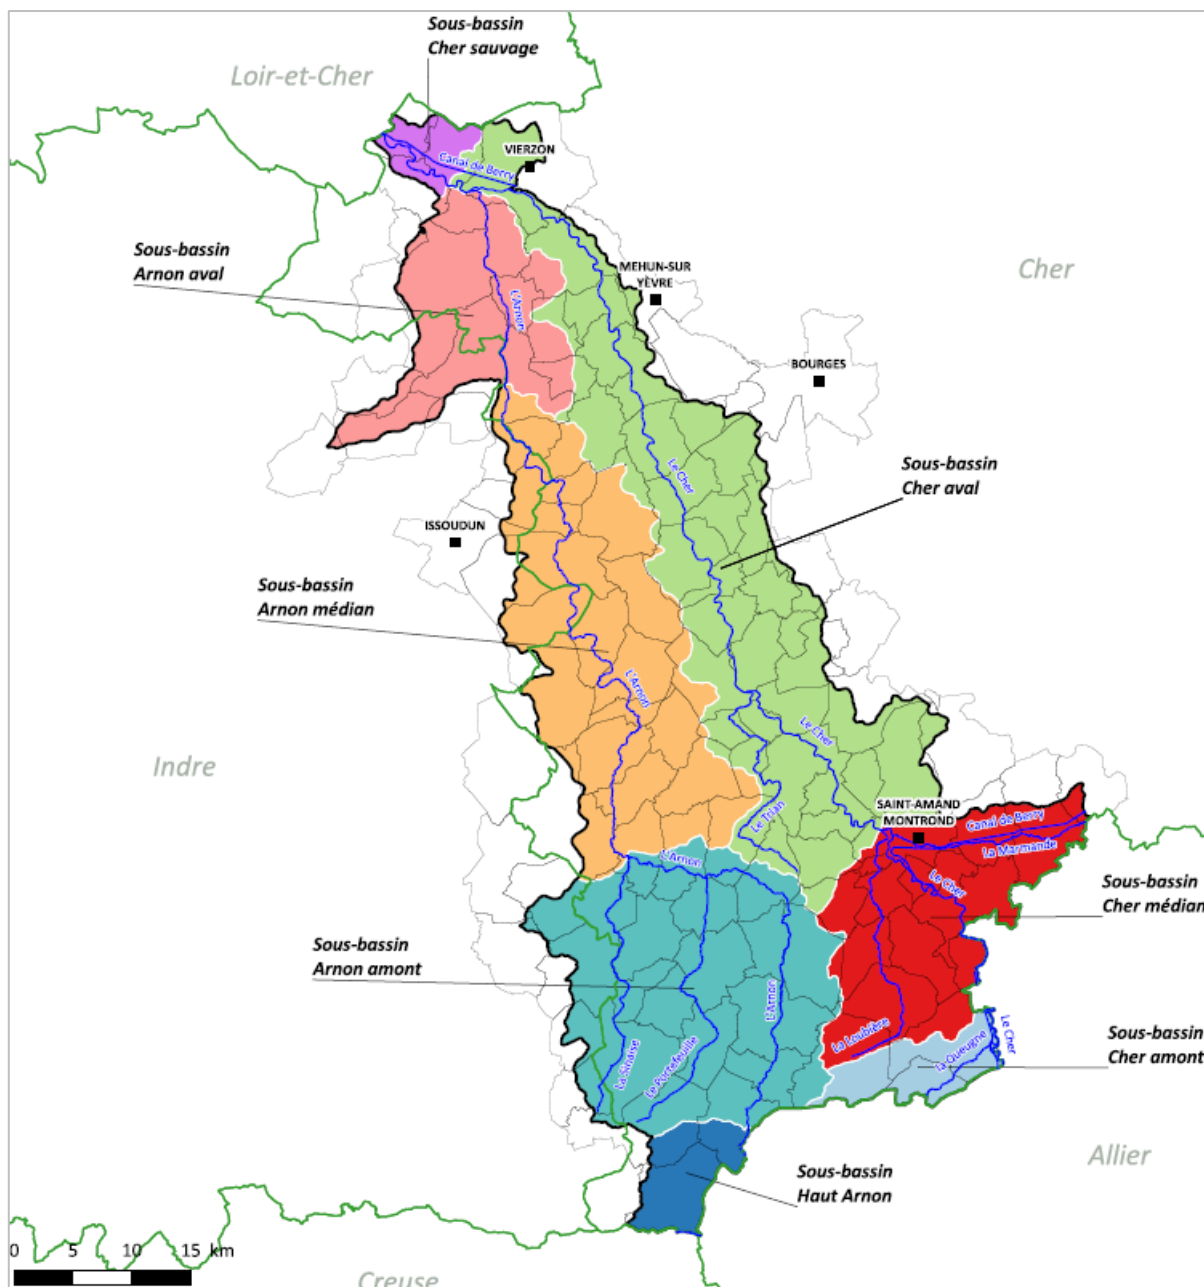 Sous-bassin
Cher sauvage
Loir-et-Cher
VIERZON
Canal de Berry
Sous-bassin
Arnon aval
MEHUN-SUR
YÈVRE
Cher
L'Arnon
BOURGES
Le Cher
Sous-bassin
Cher aval
ISSOUDUN
Sous-bassin
Arnon médian
L'Arnon
Le Cher
Indre
SAINT-AMAND
MONTROND
Le Trian
Canal de Berry
La Marmande
L'Arnon
Le Cher
Sous-bassin
Cher médian
Sous-bassin
Arnon amont
L'Arnon
La Loubière
Le Cher
la Queugne
Sous-bassin
Cher amont
La Sinaise
Le Portefeuille
Allier
Sous-bassin
Haut Arnon
0 5 10 15 km
Creuse